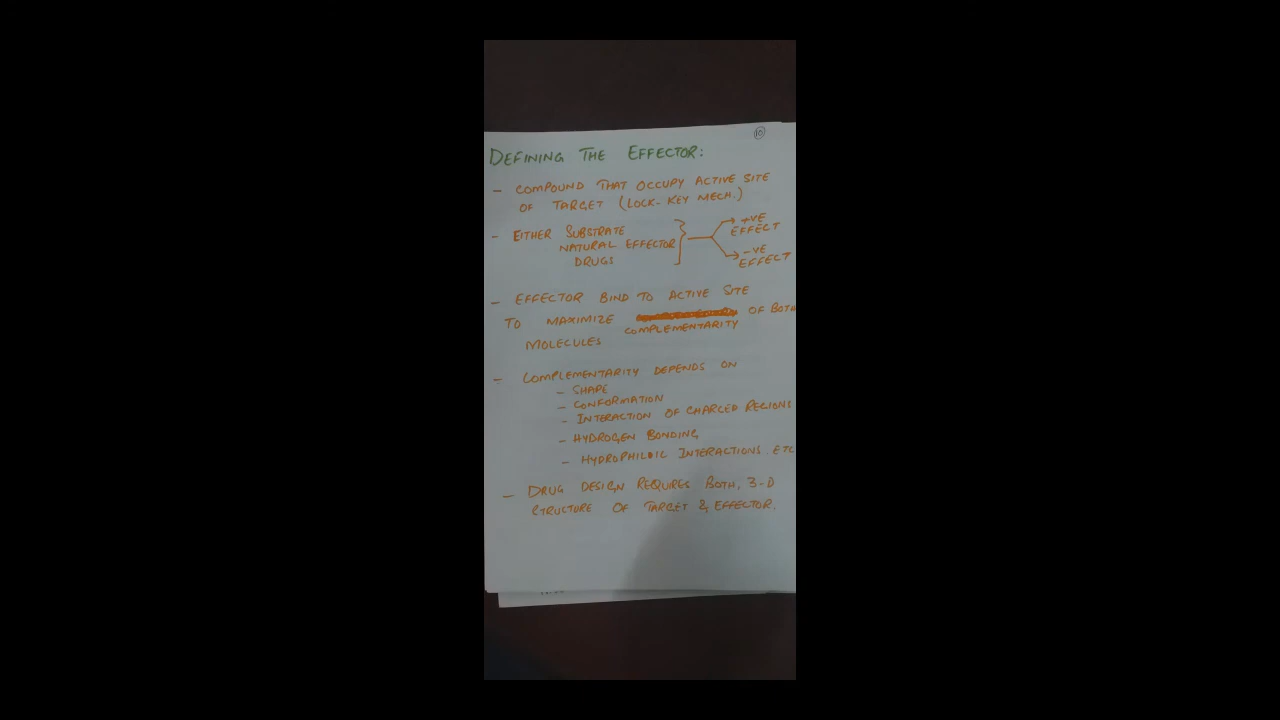 10
DEFINING THE EFFECTOR:
- COMPOUND THAT OCCUPY ACTIVE SITE
OF TARGET (LOCK-KEY MECH.)
- EITHER SUBSTRATE
NATURAL EFFECTOR
DRUGS
+VE
EFFECT
-VE
EFFECT
- EFFECTOR BIND TO ACTIVE SITE
TO MAXIMIZE OF BOTH
COMPLEMENTARITY
MOLECULES
- COMPLEMENTARITY DEPENDS ON
- SHAPE
- CONFORMATION
- INTERACTION OF CHARGED REGIONS
- HYDROGEN BONDING
- INTERACTIONS. ETC
- DRUG DESIGN REQUIRES BOTH, 3-D
STRUCTURE OF TARGET & EFFECTOR.